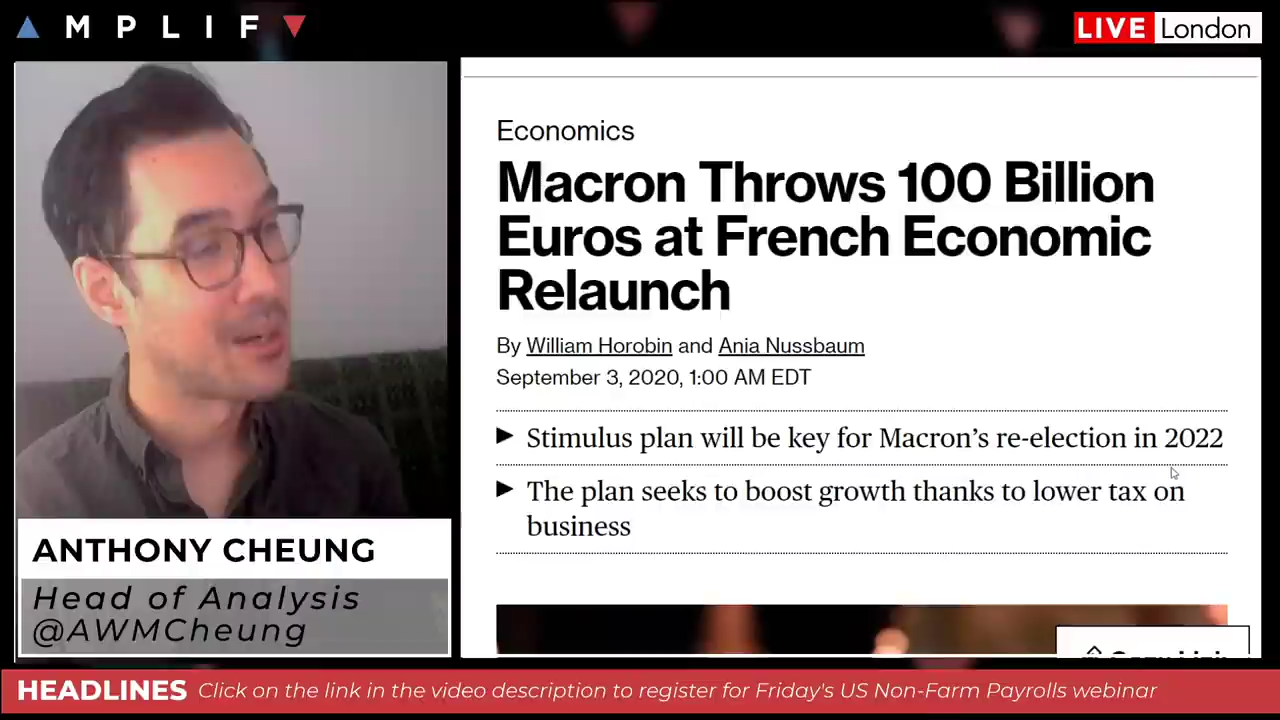 AMPLIFY
LIVE London
Economics
Macron Throws 100 Billion
Euros at French Economic
Relaunch
By William Horobin and Ania Nussbaum
September 3, 2020, 1:00 AM EDT
Stimulus plan will be key for Macron's re-election in 2022
The plan seeks to boost growth thanks to lower tax on
business
ANTHONY CHEUNG
Head of Analysis
@AWMCheung
HEADLINES Click on the link in the video description to register for Friday's US Non-Farm Payrolls webinar